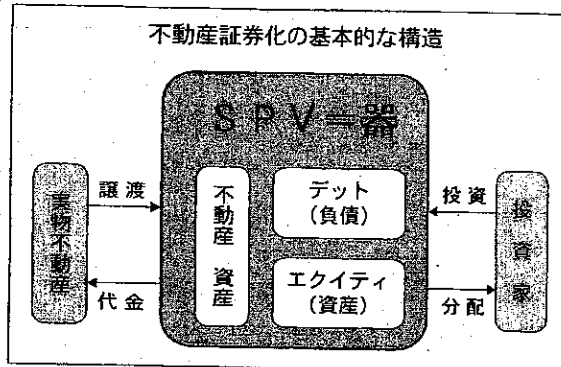 不動産証券化の基本的な構造
SPV=器
実物不動産
譲渡
代金
不動産 資産
デット
(負債)
エクイティ
(資産)
投資
分配
投資家